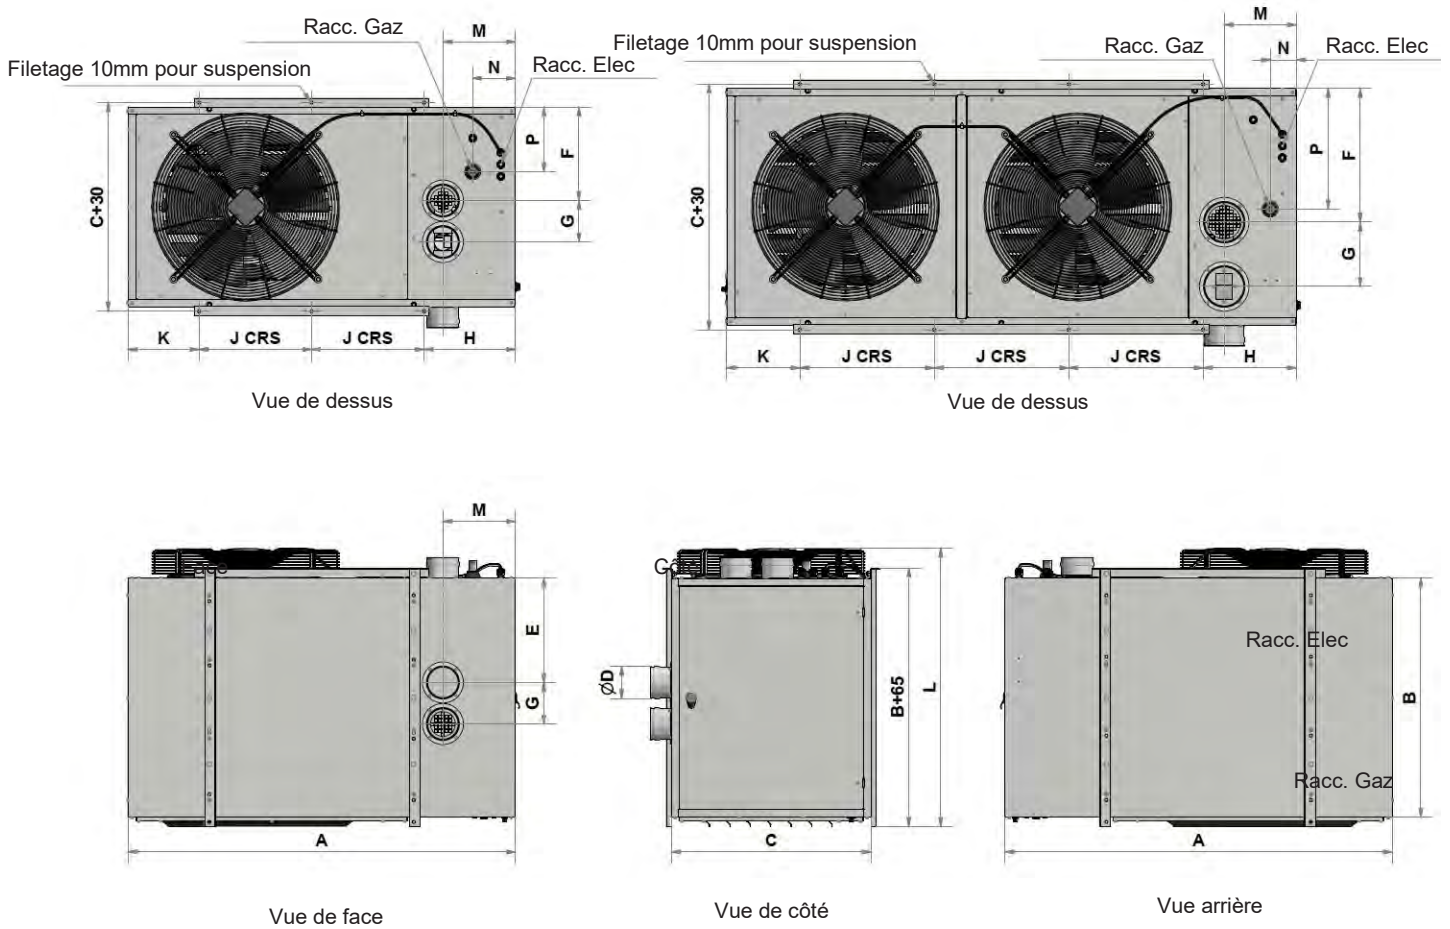 Racc. Gaz
M
Filetage 10mm pour suspension
N
Racc. Elec
P
F
C+30
G
K
J CRS
J CRS
H
Vue de dessus
M
Filetage 10mm pour suspension
Racc. Gaz
N
Racc. Elec
P
F
C+30
G
K
J CRS
J CRS
J CRS
H
Vue de dessus
M
E
G
A
Vue de face
ØD
B+65
L
C
Vue de côté
Racc. Elec
B
Racc. Gaz
A
Vue arrière